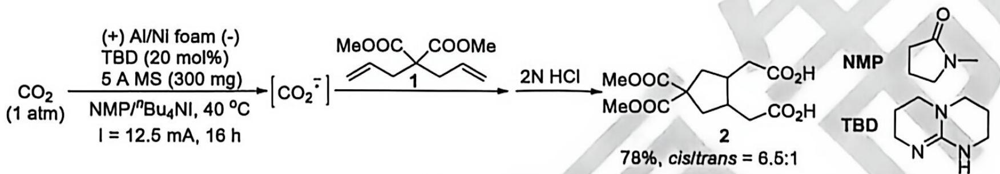 (+) Al/Ni foam (-)
TBD (20 mol%)
5 A MS (300 mg)
CO₂
(1 atm)
NMP/ⁿBu₄NI, 40 °C
I = 12.5 mA, 16 h
[CO₂⁻·]
MeOOC COOMe
1
2N HCl
MeOOC
MeOOC
CO₂H
CO₂H
2
78%, cis/trans = 6.5:1
NMP
O
N
TBD
N
N
N
H